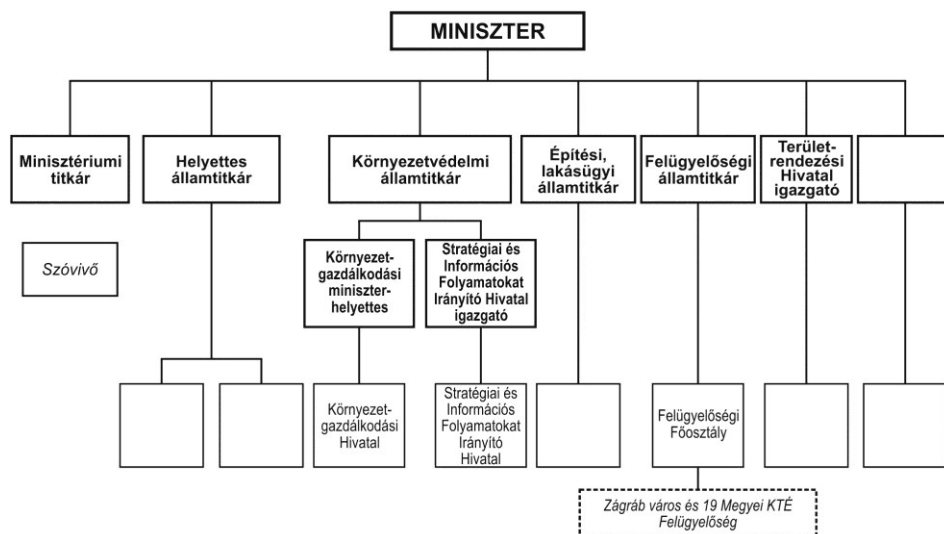 MINISZTER
Minisztériumi
titkár
Helyettes
államtitkár
Környezetvédelmi
államtitkár
Építési,
lakásügyi
államtitkár
Felügyelőségi
államtitkár
Terület-
rendezési
Hivatal
igazgató
Szóvivő
Környezet-
gazdálkodási
miniszter-
helyettes
Stratégiai és
Információs
Folyamatokat
Irányító Hivatal
igazgató
Környezet-
gazdálkodási
Hivatal
Stratégiai és
Információs
Folyamatokat
Irányító
Hivatal
Felügyelőségi
Főosztály
Zágráb város és 19 Megyei KTÉ
Felügyelőség